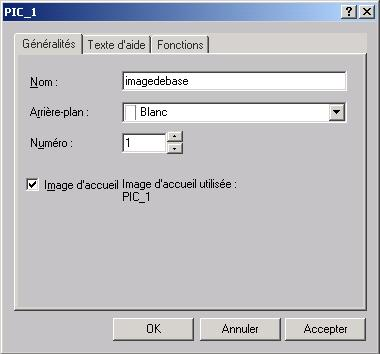 PIC_1
Généralités Texte d'aide Fonctions
Nom : imagedebase
Arrière-plan : Blanc
Numéro : 1
Image d'accueil Image d'accueil utilisée :
PIC_1
OK Annuler Accepter